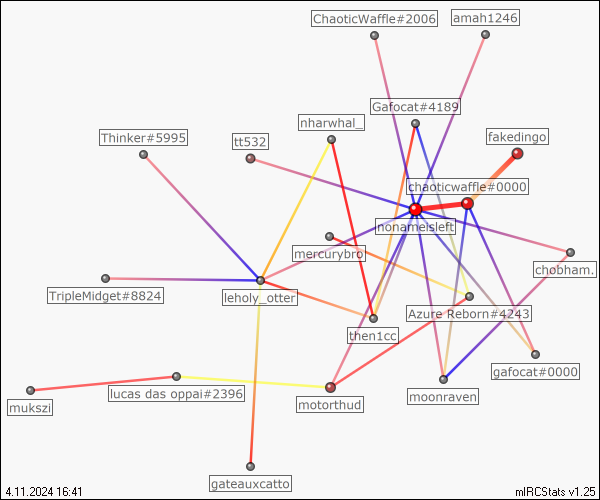 ChaoticWaffle#2006
amah1246
Gafocat#4189
nharwhal_
Thinker#5995
tt532
fakedingo
chaoticwaffle#0000
nonameisleft
mercurybro
chobham.
TripleMidget#8824
leholy_otter
Azure Reborn#4243
then1cc
gafocat#0000
lucas das oppai#2396
motorthud
moonraven
mukszi
gateauxcatto
4.11.2024 16:41
mIRCStats v1.25